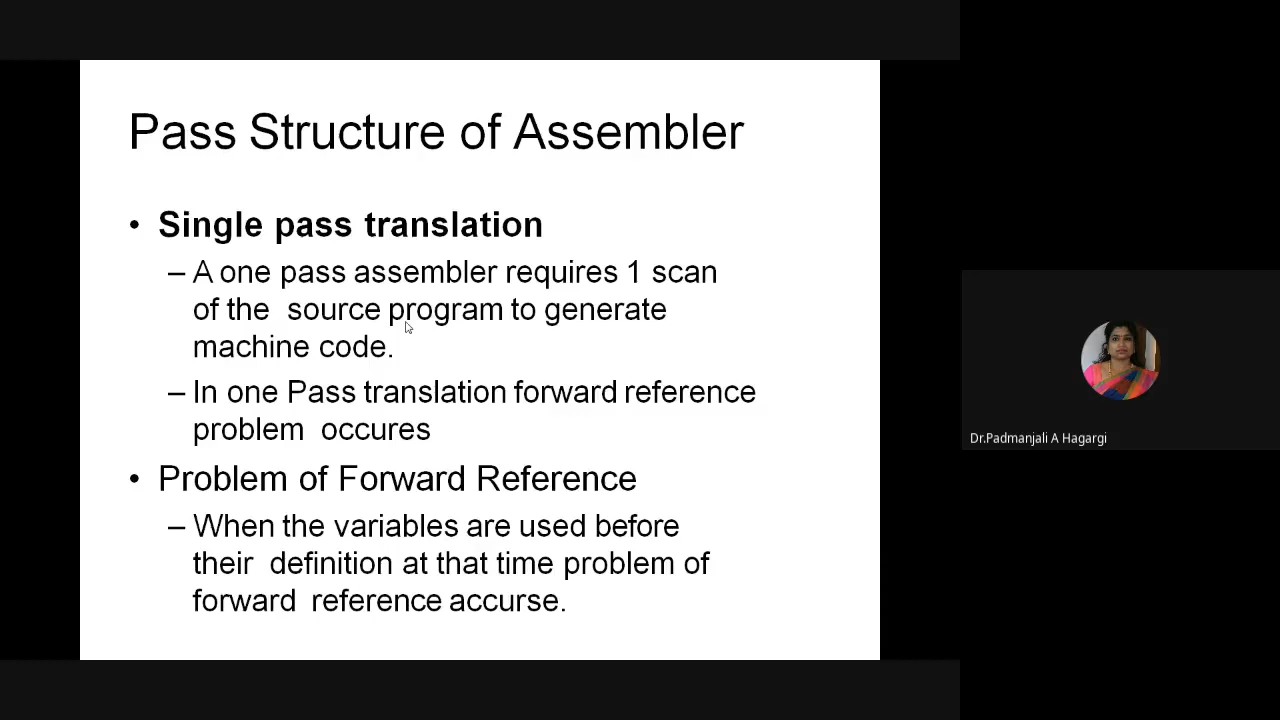 Pass Structure of Assembler
• Single pass translation
– A one pass assembler requires 1 scan
of the source program to generate
machine code.
– In one Pass translation forward reference
problem occures
• Problem of Forward Reference
– When the variables are used before
their definition at that time problem of
forward reference accurse.
Dr.Padmanjali A Hagargi